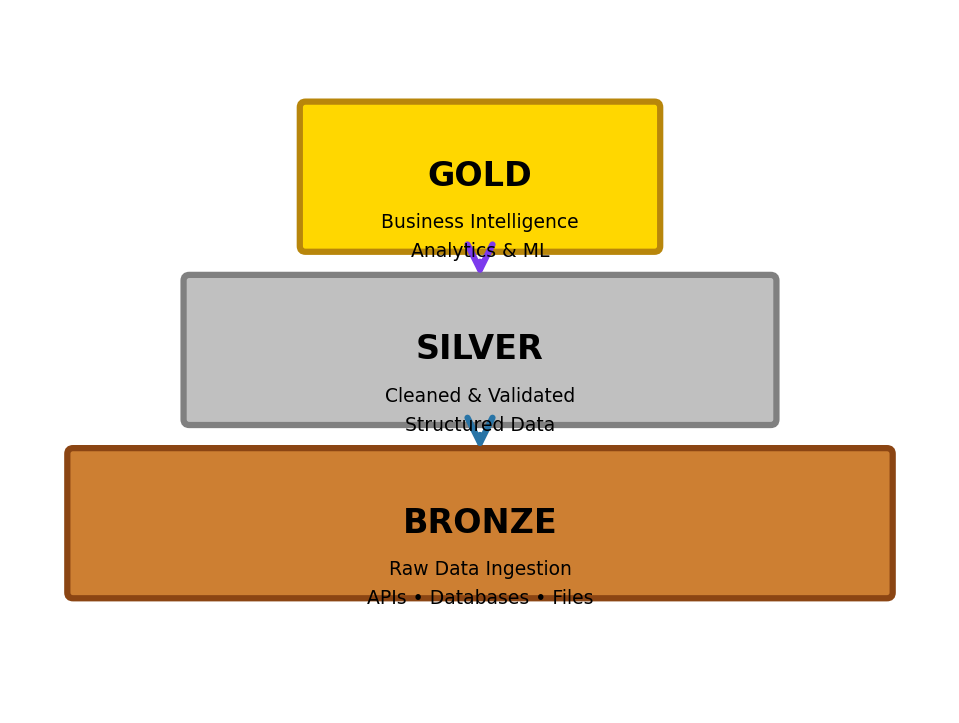 GOLD
Business Intelligence
Analytics & ML
SILVER
Cleaned & Validated
Structured Data
BRONZE
Raw Data Ingestion
APIs • Databases • Files